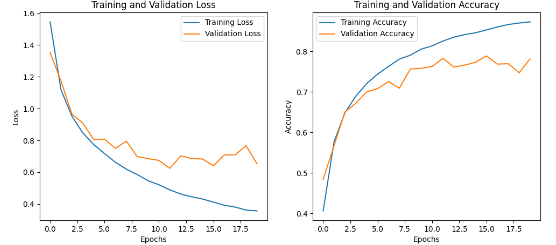 Training and Validation Loss
Training Loss
Validation Loss
1.6
1.4
1.2
1.0
0.8
0.6
0.4
Loss
0.0 2.5 5.0 7.5 10.0 12.5 15.0 17.5
Epochs
Training and Validation Accuracy
Training Accuracy
Validation Accuracy
0.8
0.7
0.6
0.5
0.4
Accuracy
0.0 2.5 5.0 7.5 10.0 12.5 15.0 17.5
Epochs